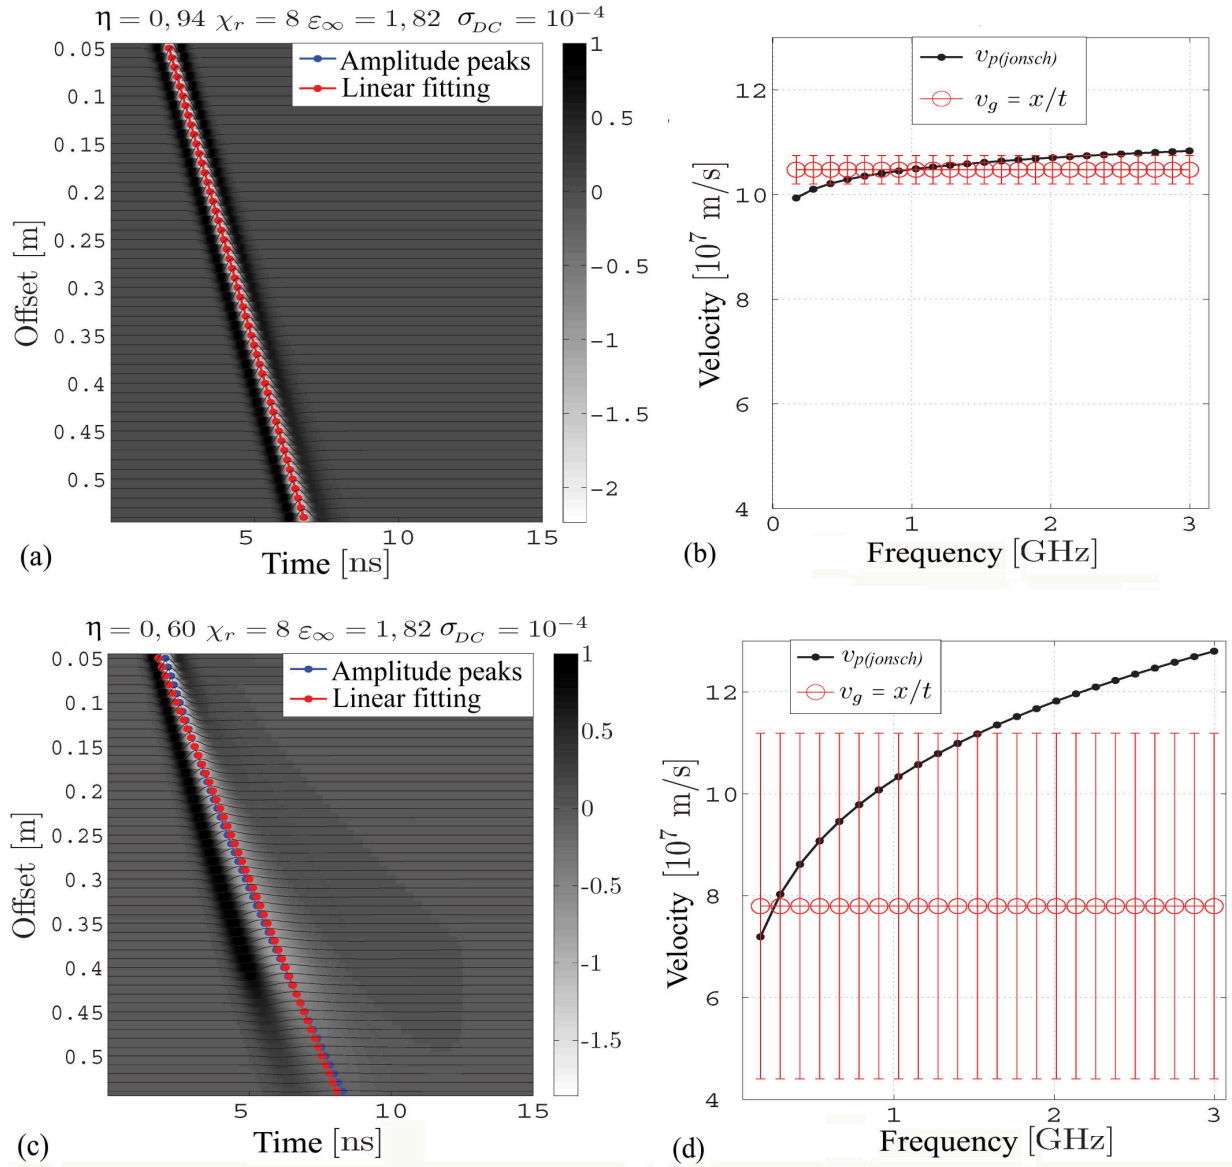 η = 0, 94 χr = 8 ε∞ = 1, 82 σDC = 10⁻⁴
Amplitude peaks
Linear fitting
0.05
0.1
0.15
0.2
0.25
0.3
0.35
0.4
0.45
0.5
Offset [m]
5
10
15
Time [ns]
1
0.5
0
-0.5
-1
-1.5
-2
(a)
vp(jonsch)
vg = x/t
12
10
8
6
4
Velocity [10⁷ m/s]
0
1
2
3
Frequency [GHz]
(b)
η = 0, 60 χr = 8 ε∞ = 1, 82 σDC = 10⁻⁴
Amplitude peaks
Linear fitting
0.05
0.1
0.15
0.2
0.25
0.3
0.35
0.4
0.45
0.5
Offset [m]
5
10
15
Time [ns]
1
0.5
0
-0.5
-1
-1.5
(c)
vp(jonsch)
vg = x/t
12
10
8
6
4
Velocity [10⁷ m/s]
1
2
3
Frequency [GHz]
(d)